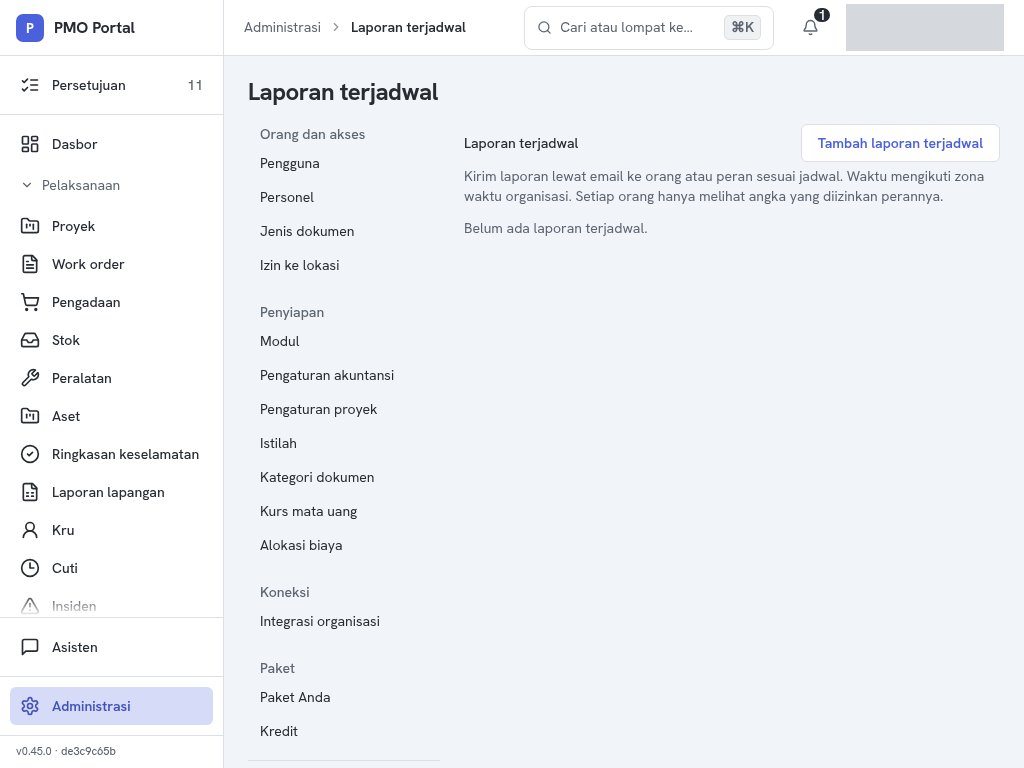 P
PMO Portal
Administrasi
Laporan terjadwal
Cari atau lompat ke...
⌘K
1
Persetujuan
11
Dasbor
Pelaksanaan
Proyek
Work order
Pengadaan
Stok
Peralatan
Aset
Ringkasan keselamatan
Laporan lapangan
Kru
Cuti
Insiden
Asisten
Administrasi
v0.45.0 · de3c9c65b
Laporan terjadwal
Orang dan akses
Pengguna
Personel
Jenis dokumen
Izin ke lokasi
Penyiapan
Modul
Pengaturan akuntansi
Pengaturan proyek
Istilah
Kategori dokumen
Kurs mata uang
Alokasi biaya
Koneksi
Integrasi organisasi
Paket
Paket Anda
Kredit
Laporan terjadwal
Tambah laporan terjadwal
Kirim laporan lewat email ke orang atau peran sesuai jadwal. Waktu mengikuti zona
waktu organisasi. Setiap orang hanya melihat angka yang diizinkan perannya.
Belum ada laporan terjadwal.